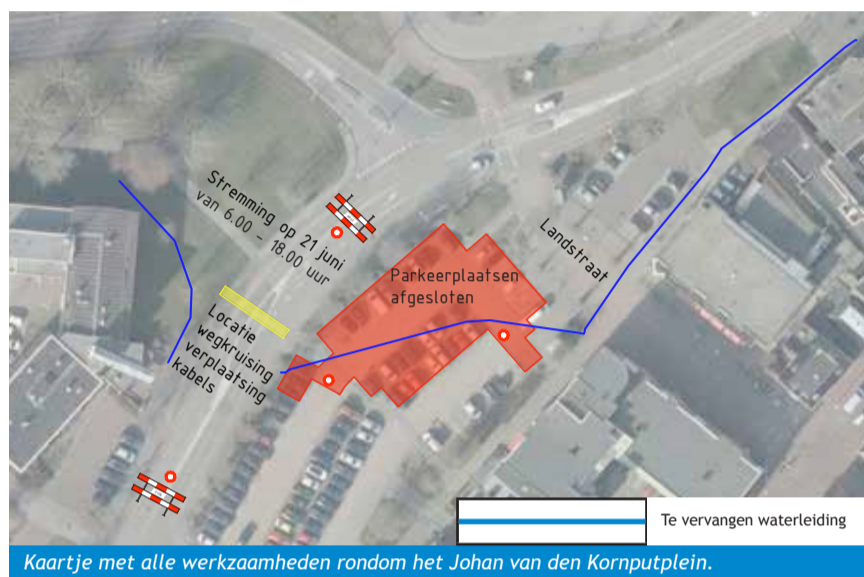 Stremming op 21 juni
van 6.00 - 18.00 uur
Parkeerplaatsen
afgesloten
Landstraat
Locatie
wegkruising
verplaatsing
kabels
Te vervangen waterleiding
Kaartje met alle werkzaamheden rondom het Johan van den Kornputplein.